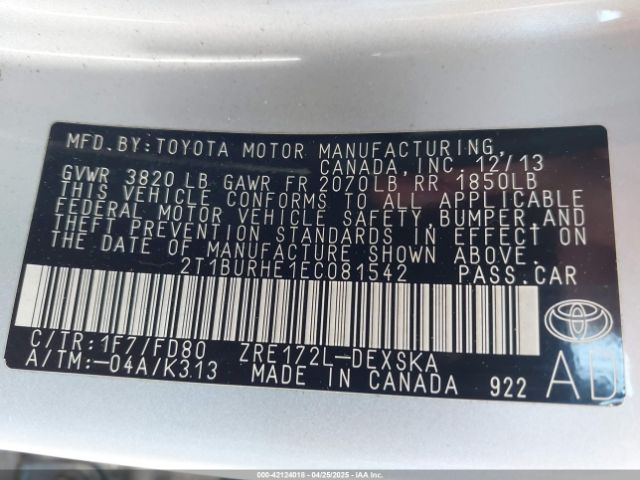 MFD.BY:TOYOTA MOTOR MANUFACTURING,
CANADA,INC. 12/13
GVWR 3820 LB GAWR FR 2070LB RR 1850LB
THIS VEHICLE CONFORMS TO ALL APPLICABLE
FEDERAL MOTOR VEHICLE SAFETY, BUMPER, AND
THEFT PREVENTION STANDARDS IN EFFECT ON
THE DATE OF MANUFACTURE SHOWN ABOVE.
2T1BURHE1EC081542 PASS.CAR
C/TR:1F7/FD80 ZRE172L-DEXSKA
A/TM:-04A/K313 MADE IN CANADA 922 AD
000-42124018 - 04/25/2025 - IAA Inc.